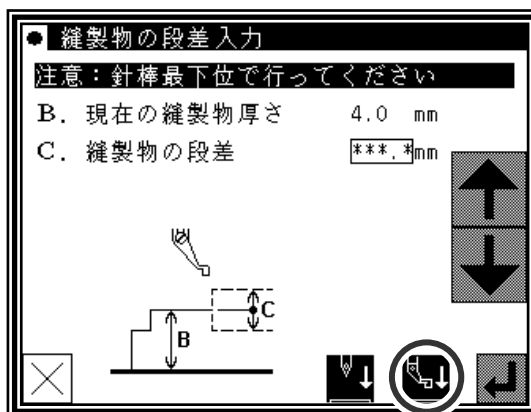 ● 縫製物の段差入力
注意：針棒最下位で行ってください
B. 現在の縫製物厚さ 4.0 mm
C. 縫製物の段差 ***.*mm
C
B